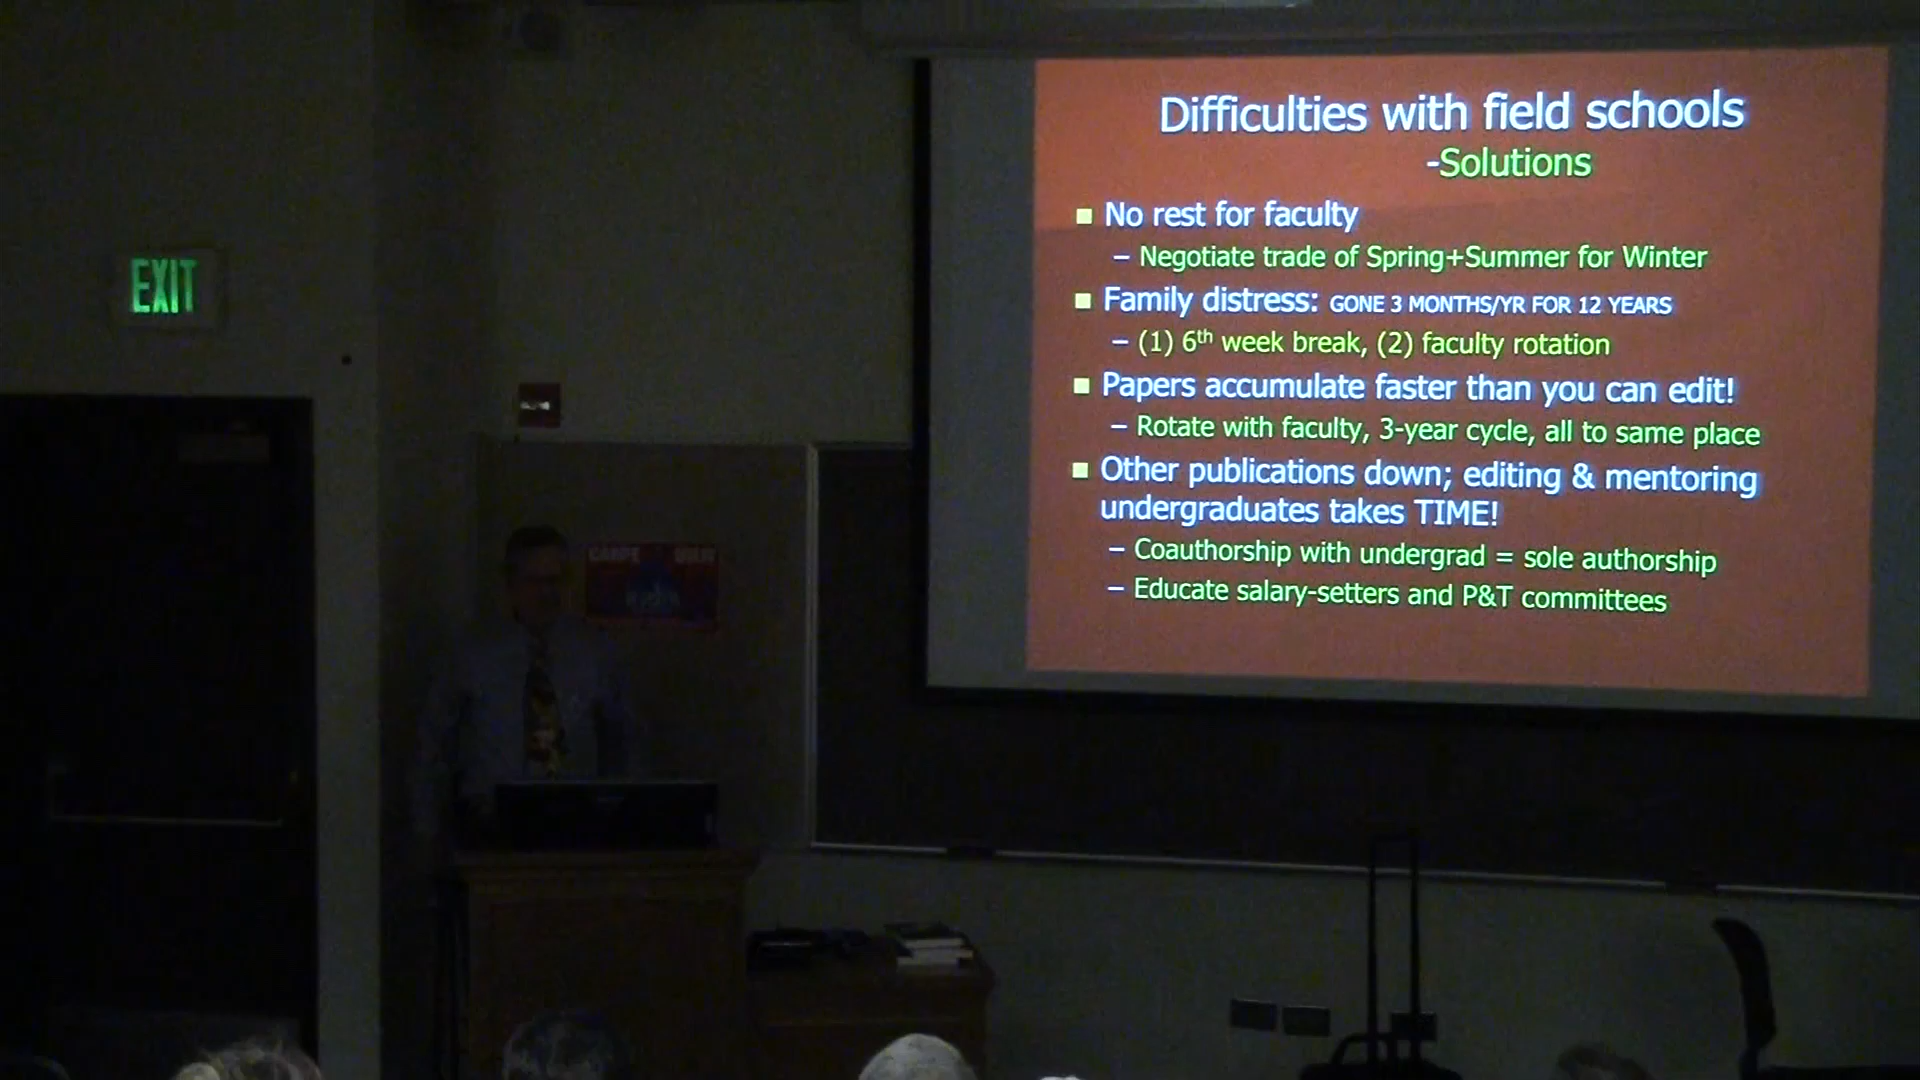 EXIT
Difficulties with field schools
-Solutions
No rest for faculty
– Negotiate trade of Spring+Summer for Winter
Family distress: GONE 3 MONTHS/YR FOR 12 YEARS
– (1) 6th week break, (2) faculty rotation
Papers accumulate faster than you can edit!
– Rotate with faculty, 3-year cycle, all to same place
Other publications down; editing & mentoring
undergraduates takes TIME!
– Coauthorship with undergrad = sole authorship
– Educate salary-setters and P&T committees
CARPE